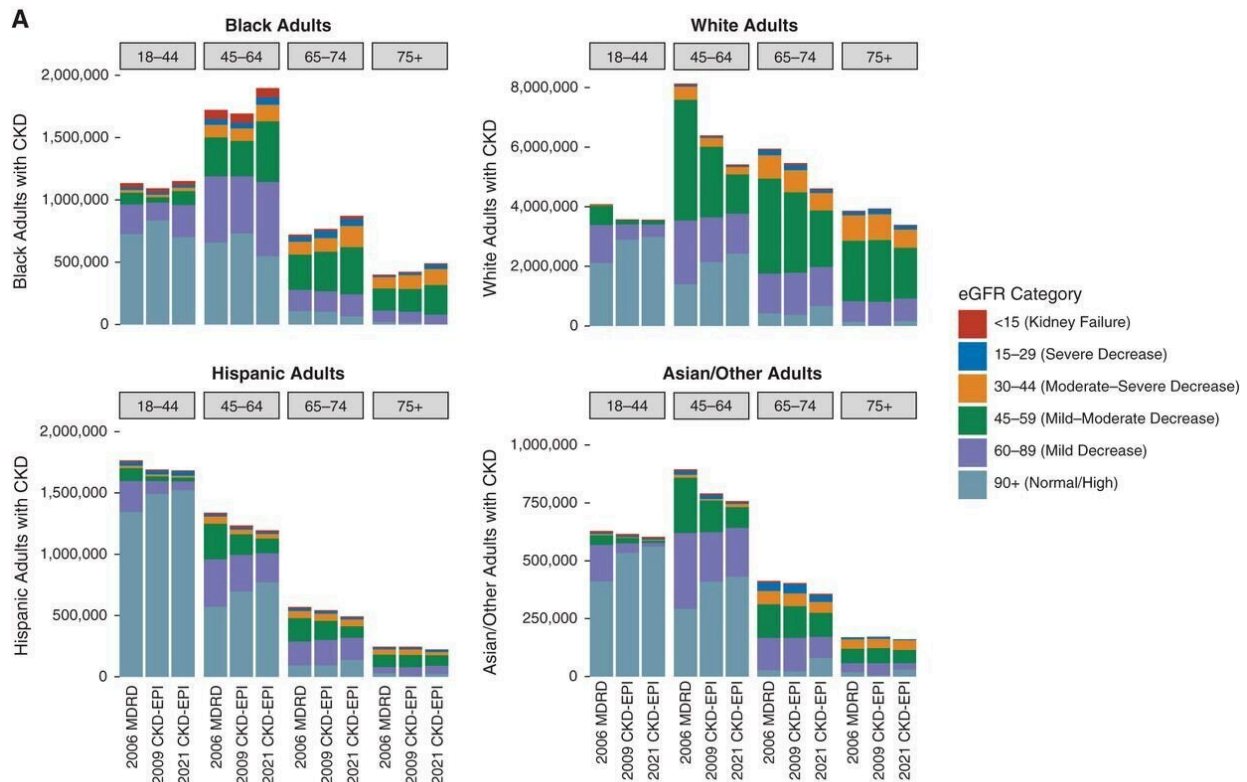 A
Black Adults
18–44 45–64 65–74 75+
Black Adults with CKD
2,000,000
1,500,000
1,000,000
500,000
0
White Adults
18–44 45–64 65–74 75+
White Adults with CKD
8,000,000
6,000,000
4,000,000
2,000,000
0
Hispanic Adults
18–44 45–64 65–74 75+
Hispanic Adults with CKD
2,000,000
1,500,000
1,000,000
500,000
0
2006 MDRD
2009 CKD-EPI
2021 CKD-EPI
2006 MDRD
2009 CKD-EPI
2021 CKD-EPI
2006 MDRD
2009 CKD-EPI
2021 CKD-EPI
2006 MDRD
2009 CKD-EPI
2021 CKD-EPI
Asian/Other Adults
18–44 45–64 65–74 75+
Asian/Other Adults with CKD
1,000,000
750,000
500,000
250,000
0
2006 MDRD
2009 CKD-EPI
2021 CKD-EPI
2006 MDRD
2009 CKD-EPI
2021 CKD-EPI
2006 MDRD
2009 CKD-EPI
2021 CKD-EPI
2006 MDRD
2009 CKD-EPI
2021 CKD-EPI
eGFR Category
<15 (Kidney Failure)
15–29 (Severe Decrease)
30–44 (Moderate–Severe Decrease)
45–59 (Mild–Moderate Decrease)
60–89 (Mild Decrease)
90+ (Normal/High)